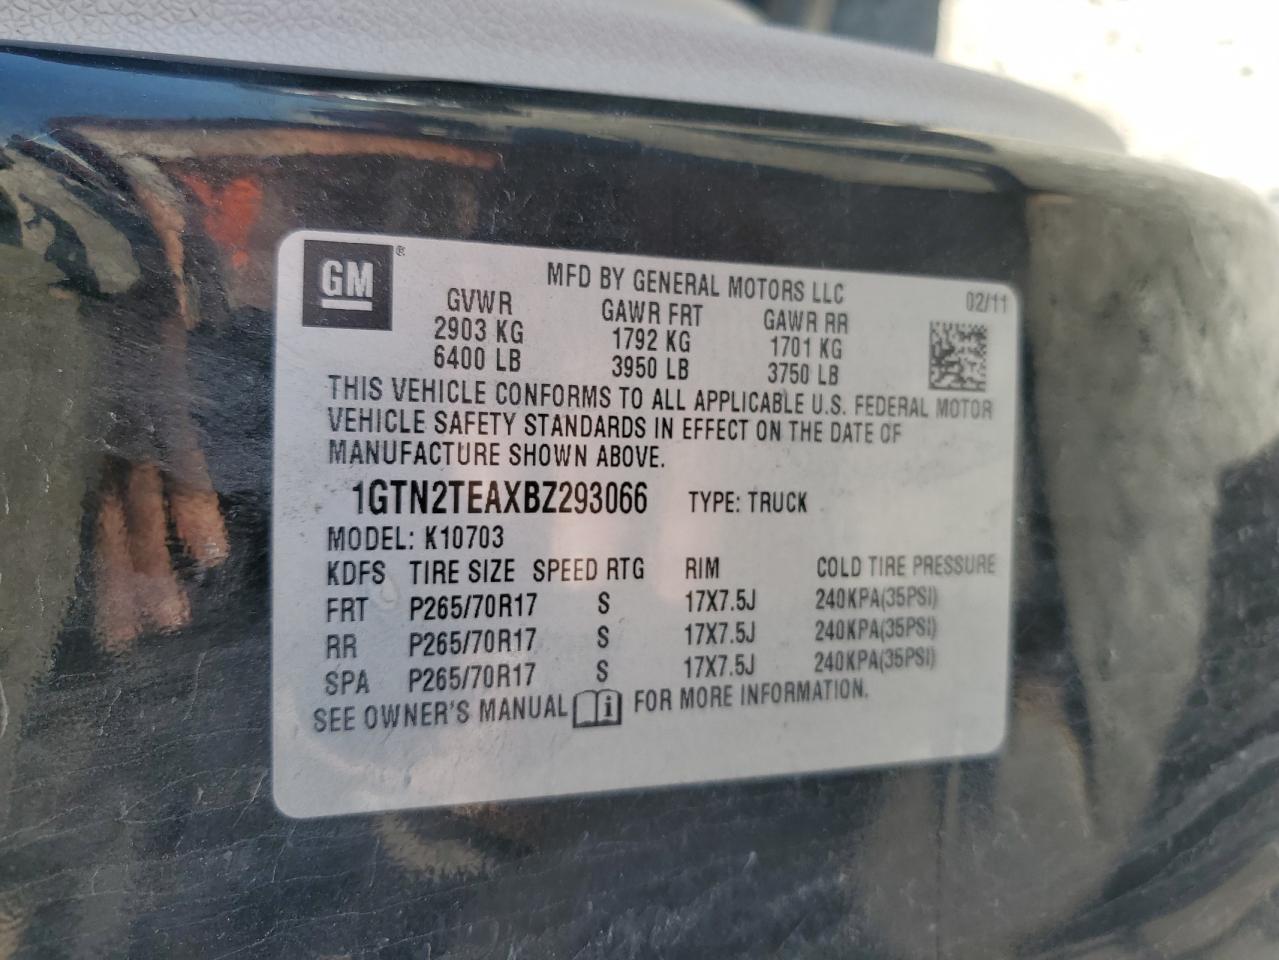 GM ®
MFD BY GENERAL MOTORS LLC 02/11
GVWR GAWR FRT GAWR RR
2903 KG 1792 KG 1701 KG
6400 LB 3950 LB 3750 LB
THIS VEHICLE CONFORMS TO ALL APPLICABLE U.S. FEDERAL MOTOR
VEHICLE SAFETY STANDARDS IN EFFECT ON THE DATE OF
MANUFACTURE SHOWN ABOVE.
1GTN2TEAXBZ293066 TYPE: TRUCK
MODEL: K10703
KDFS TIRE SIZE SPEED RTG RIM COLD TIRE PRESSURE
FRT P265/70R17 S 17X7.5J 240KPA(35PSI)
RR P265/70R17 S 17X7.5J 240KPA(35PSI)
SPA P265/70R17 S 17X7.5J 240KPA(35PSI)
SEE OWNER'S MANUAL i FOR MORE INFORMATION.